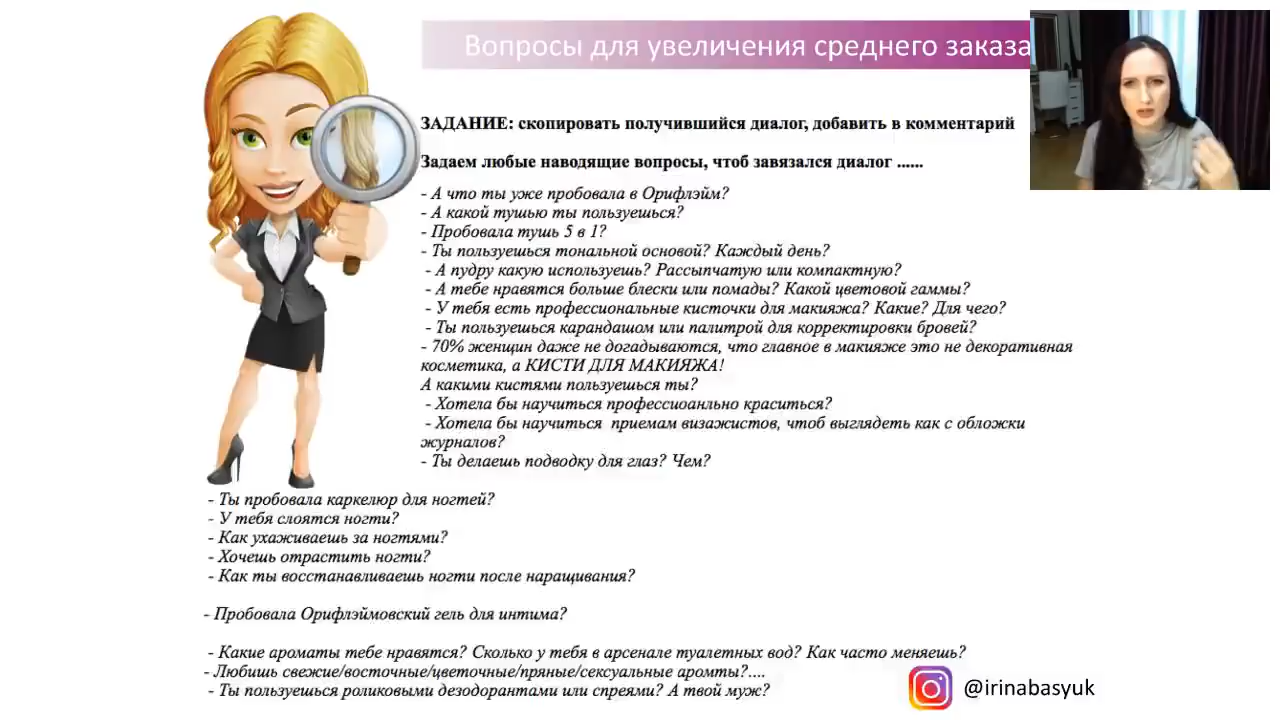 Вопросы для увеличения среднего заказа
ЗАДАНИЕ: скопировать получившийся диалог, добавить в комментарий
Задаем любые наводящие вопросы, чтоб завязался диалог ......
- А что ты уже пробовала в Орифлэйм?
- А какой тушью ты пользуешься?
- Пробовала тушь 5 в 1?
- Ты пользуешься тональной основой? Каждый день?
- А пудру какую используешь? Рассыпчатую или компактную?
- А тебе нравятся больше блески или помады? Какой цветовой гаммы?
- У тебя есть профессиональные кисточки для макияжа? Какие? Для чего?
- Ты пользуешься карандашом или палитрой для корректировки бровей?
- 70% женщин даже не догадываются, что главное в макияже это не декоративная
косметика, а КИСТИ ДЛЯ МАКИЯЖА!
А какими кистями пользуешься ты?
- Хотела бы научиться профессиоанльно краситься?
- Хотела бы научиться приемам визажистов, чтоб выглядеть как с обложки
журналов?
- Ты делаешь подводку для глаз? Чем?
- Ты пробовала каркелюр для ногтей?
- У тебя слоятся ногти?
- Как ухаживаешь за ногтями?
- Хочешь отрастить ногти?
- Как ты восстанавливаешь ногти после наращивания?
- Пробовала Орифлэймовский гель для интима?
- Какие ароматы тебе нравятся? Сколько у тебя в арсенале туалетных вод? Как часто меняешь?
- Любишь свежие/восточные/цветочные/пряные/сексуальные аромты?....
- Ты пользуешься роликовыми дезодорантами или спреями? А твой муж?
@irinabasyuk